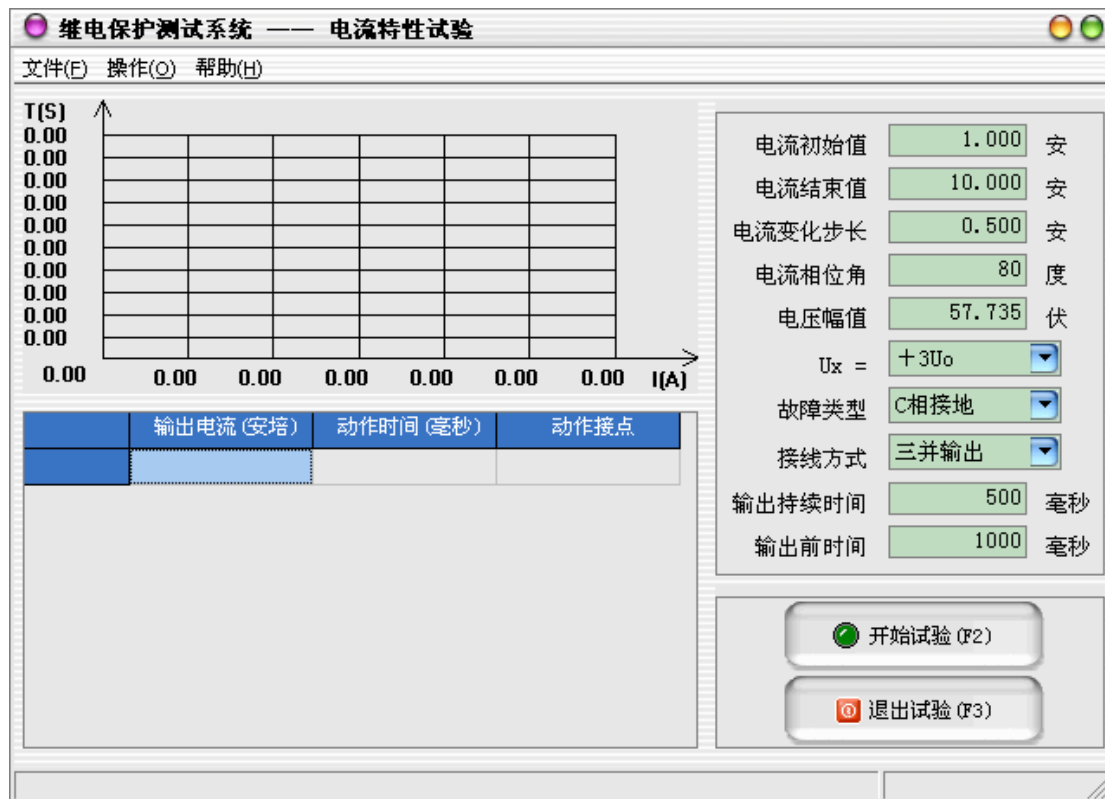 继电保护测试系统 —— 电流特性试验
文件(F) 操作(O) 帮助(H)
T(S)
0.00
0.00
0.00
0.00
0.00
0.00
0.00
0.00
0.00
0.00
0.00 0.00 0.00 0.00 0.00 0.00 0.00 I(A)
输出电流(安培) 动作时间(毫秒) 动作接点
电流初始值 1.000 安
电流结束值 10.000 安
电流变化步长 0.500 安
电流相位角 80 度
电压幅值 57.735 伏
Ux = +3Uo
故障类型 C相接地
接线方式 三并输出
输出持续时间 500 毫秒
输出前时间 1000 毫秒
开始试验(F2)
退出试验(F3)